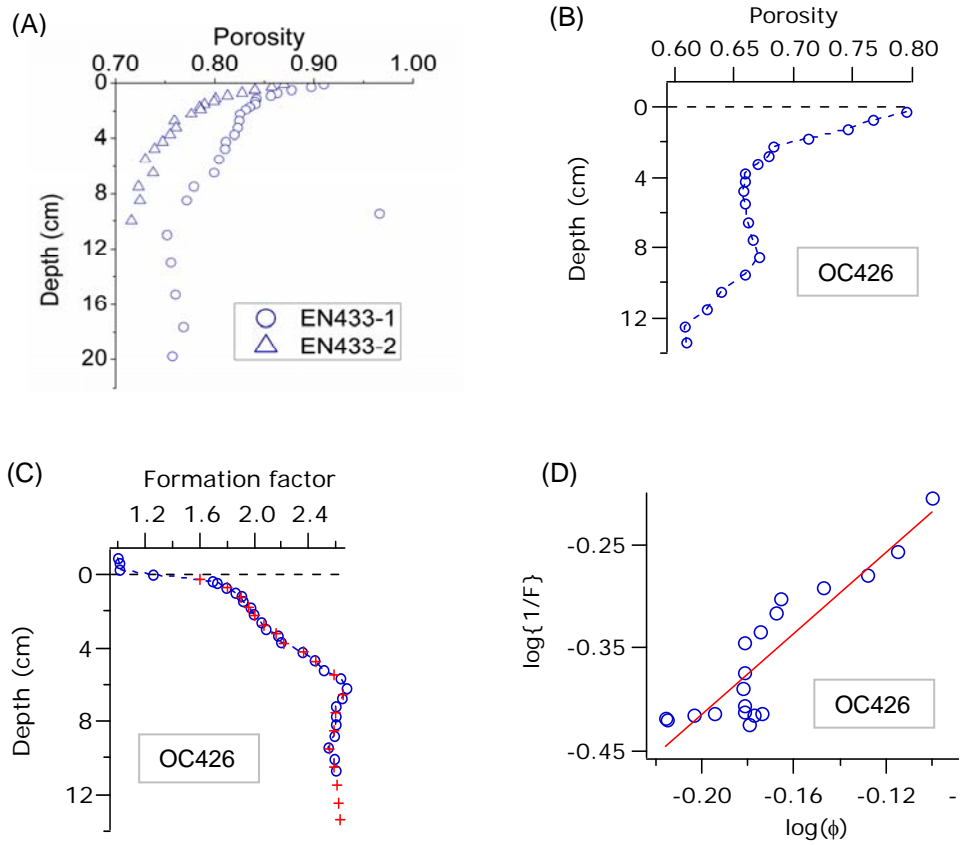 (A)
Porosity
0.70 0.80 0.90 1.00
0
4
8
12
16
20
Depth (cm)
EN433-1
EN433-2
(B)
Porosity
0.60 0.65 0.70 0.75 0.80
0
4
8
12
Depth (cm)
OC426
(C)
Formation factor
1.2 1.6 2.0 2.4
0
4
8
12
Depth (cm)
OC426
(D)
-0.25
-0.35
-0.45
log{1/F}
OC426
-0.20 -0.16 -0.12 -
log(ϕ)